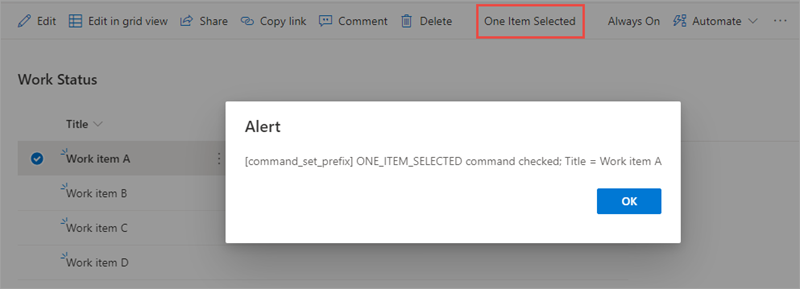 Edit Edit in grid view Share Copy link Comment Delete One Item Selected Always On Automate ...
Work Status
Title
Alert
Work item A
[command_set_prefix] ONE_ITEM_SELECTED command checked; Title = Work item A
Work item B
OK
Work item C
Work item D